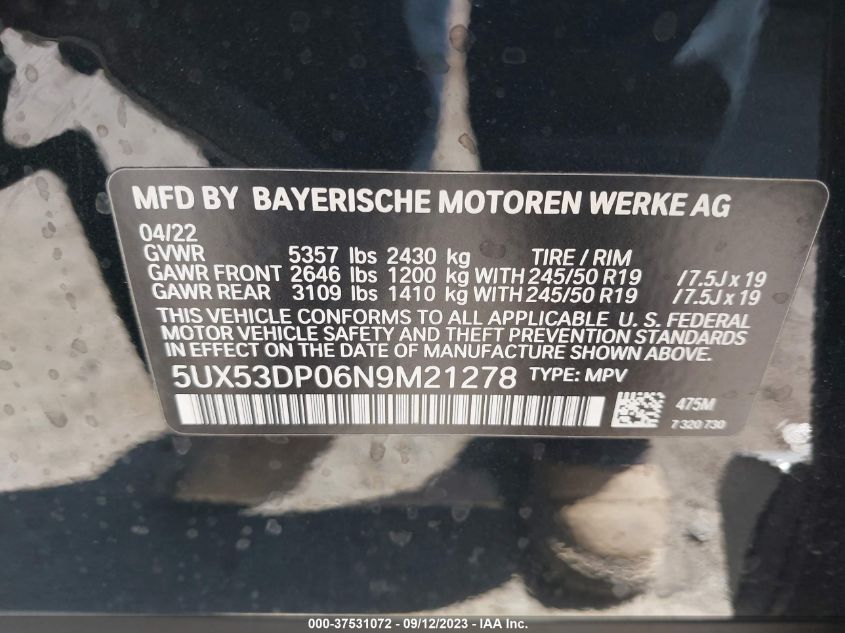 MFD BY BAYERISCHE MOTOREN WERKE AG
04/22
GVWR 5357 lbs 2430 kg TIRE / RIM
GAWR FRONT 2646 lbs 1200 kg WITH 245/50 R19 / 7.5J x 19
GAWR REAR 3109 lbs 1410 kg WITH 245/50 R19 / 7.5J x 19
THIS VEHICLE CONFORMS TO ALL APPLICABLE U. S. FEDERAL
MOTOR VEHICLE SAFETY AND THEFT PREVENTION STANDARDS
IN EFFECT ON THE DATE OF MANUFACTURE SHOWN ABOVE.
5UX53DP06N9M21278 TYPE: MPV
475M
7 320 730
000-37531072 - 09/12/2023 - IAA Inc.